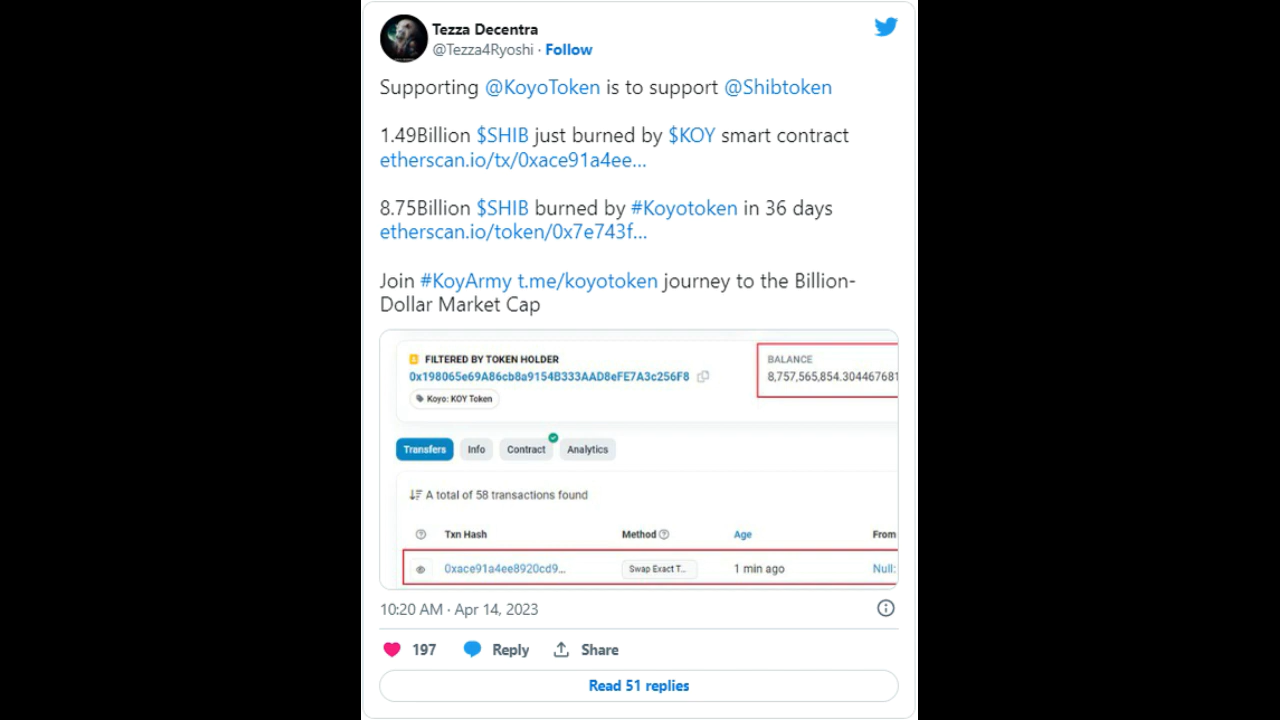 Tezza Decentra
@Tezza4Ryoshi · Follow
Supporting @KoyoToken is to support @Shibtoken
1.49Billion $SHIB just burned by $KOY smart contract
etherscan.io/tx/0xace91a4ee...
8.75Billion $SHIB burned by #Koyotoken in 36 days
etherscan.io/token/0x7e743f...
Join #KoyArmy t.me/koyotoken journey to the Billion-
Dollar Market Cap
FILTERED BY TOKEN HOLDER
BALANCE
0x198065e69A86cb8a9154B333AAD8eFE7A3c256F8
8,757,565,854.304467681
Koyo: KOY Token
Transfers Info Contract Analytics
A total of 58 transactions found
Txn Hash Method Age From
0xace91a4ee8920cd9... Swap Exact T... 1 min ago Null:
10:20 AM · Apr 14, 2023
197 Reply Share
Read 51 replies